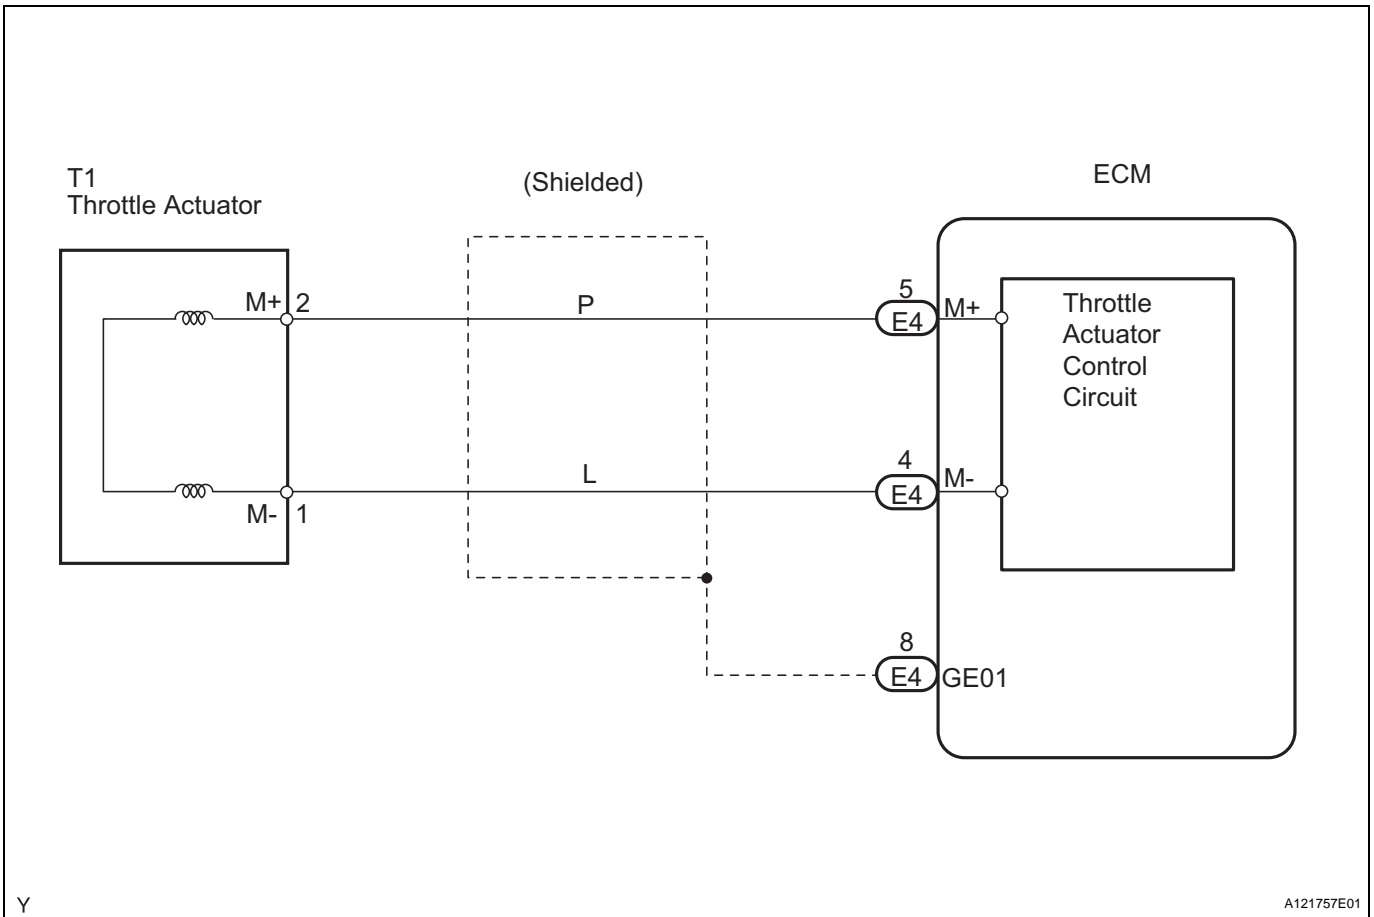 T1
Throttle Actuator
(Shielded)
ECM
M+ 2
P
5
E4
M+
Throttle
Actuator
Control
Circuit
L
4
E4
M-
M- 1
8
E4
GE01
Y
A121757E01